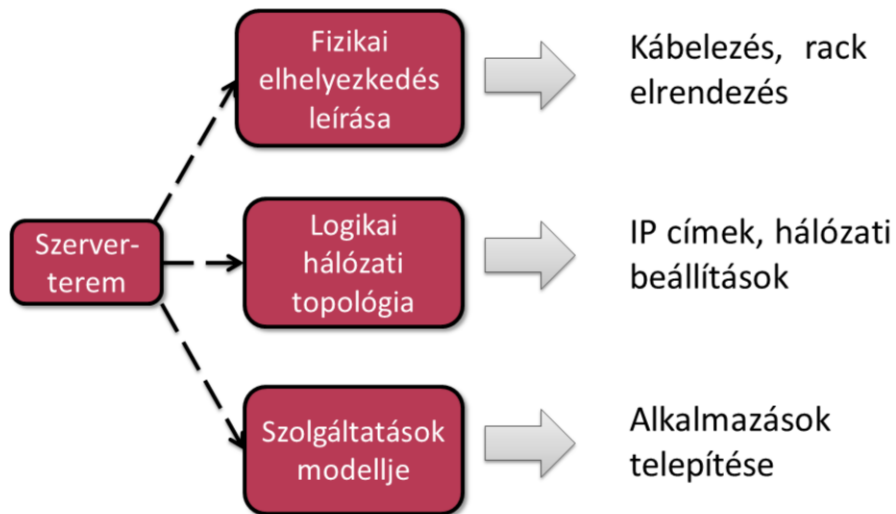 Fizikai
elhelyezkedés
leírása
Kábelezés, rack
elrendezés
Szerver-
terem
Logikai
hálózati
topológia
IP címek, hálózati
beállítások
Szolgáltatások
modellje
Alkalmazások
telepítése